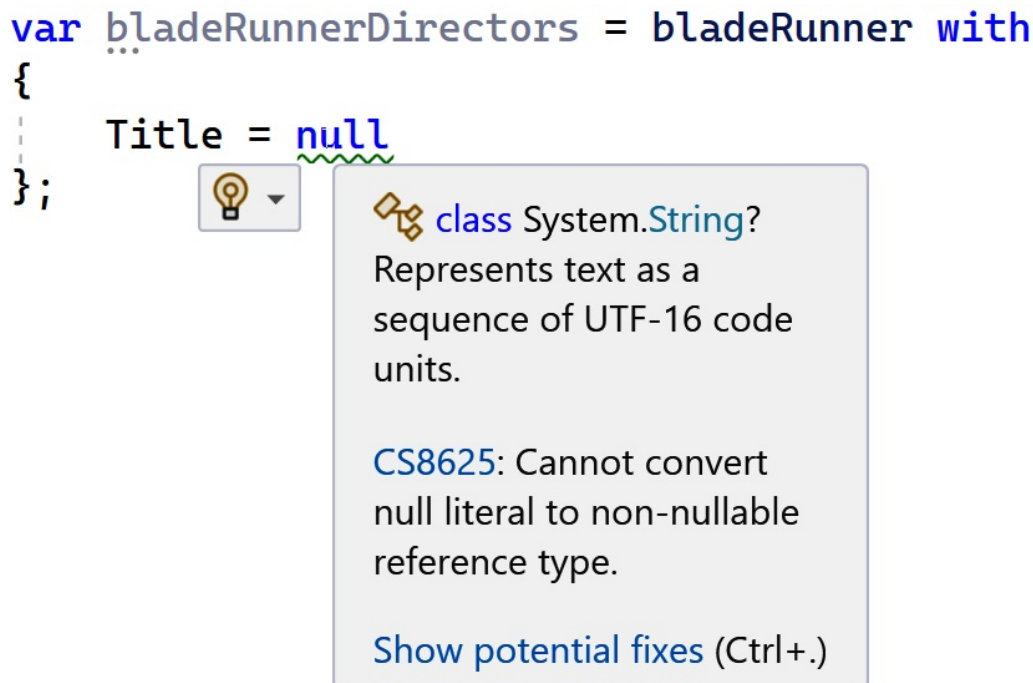 var bladeRunnerDirectors = bladeRunner with
{
Title = null
};
class System.String?
Represents text as a
sequence of UTF-16 code
units.
CS8625: Cannot convert
null literal to non-nullable
reference type.
Show potential fixes (Ctrl+.)